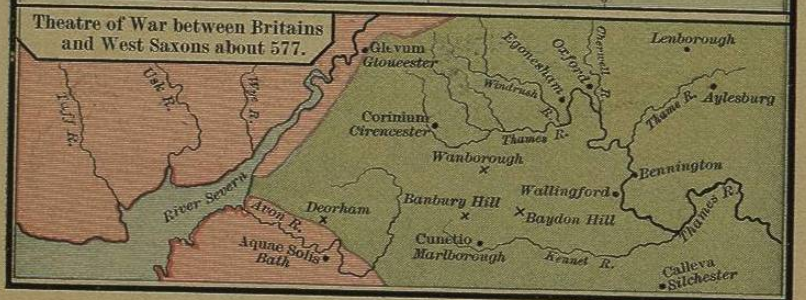 Theatre of War between Britains
and West Saxons about 577.
Glevum
Gloucester
Egonesham
Oxford
Cherwell R.
Lenborough
Usk R.
Wye R.
Tuff R.
Windrush R.
Thame R.
Aylesburg
Corinium
Cirencester
Thames R.
Wanborough
Bennington
River Severn
Avon R.
Deorham
Banbury Hill
Wallingford
Baydon Hill
Thames R.
Aquae Solis
Bath
Cunetio
Marlborough
Kennet R.
Calleva
Silchester